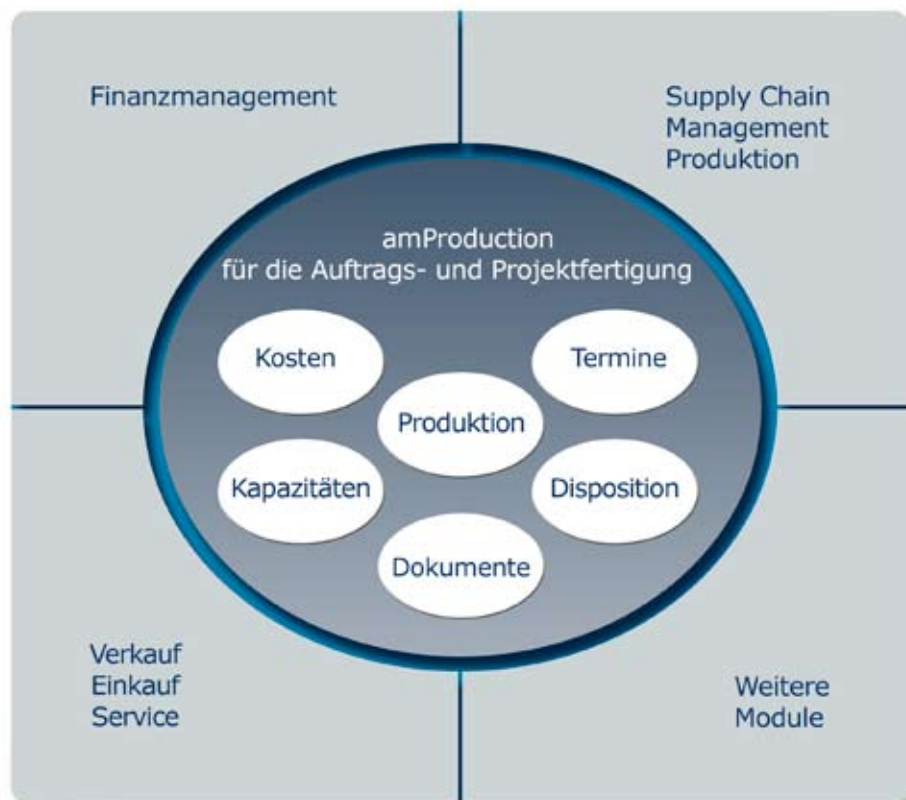 Finanzmanagement
Supply Chain
Management
Produktion
amProduction
für die Auftrags- und Projektfertigung
Kosten
Termine
Produktion
Kapazitäten
Disposition
Dokumente
Verkauf
Einkauf
Service
Weitere
Module